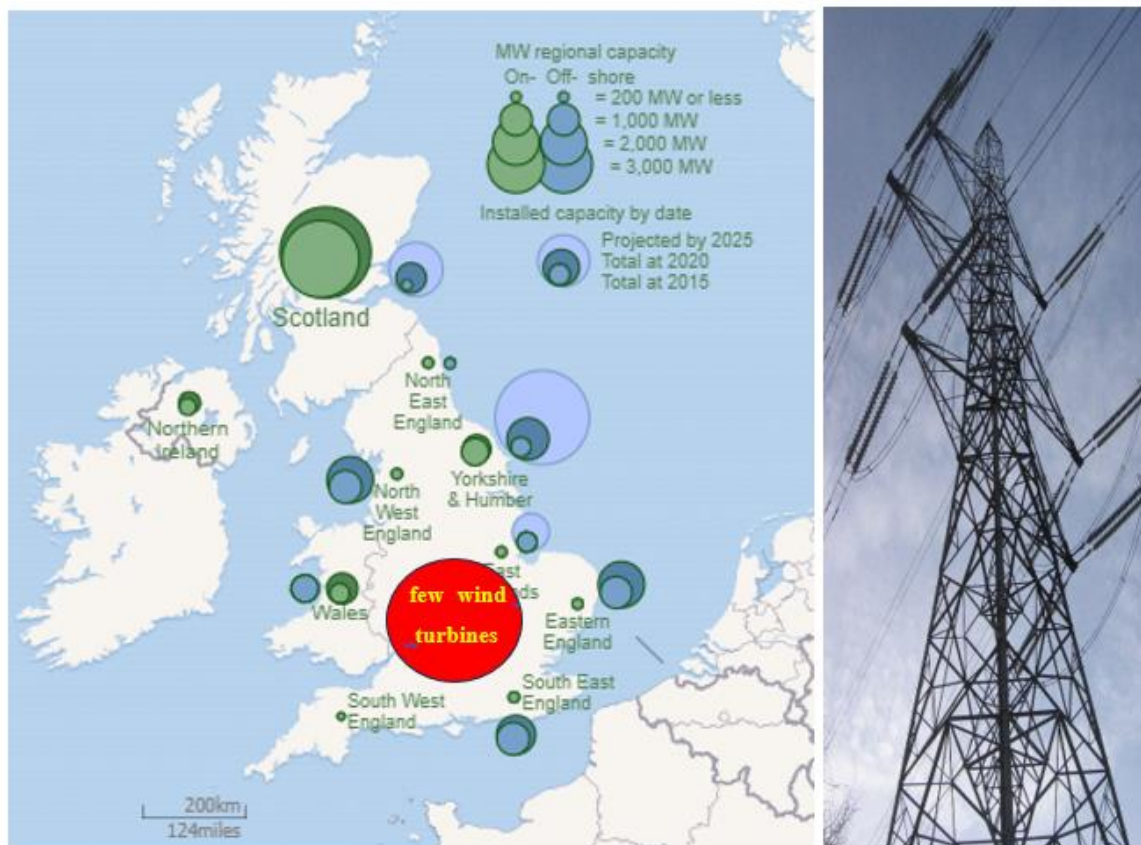 MW regional capacity
On- Off- shore
= 200 MW or less
= 1,000 MW
= 2,000 MW
= 3,000 MW
Installed capacity by date
Projected by 2025
Total at 2020
Total at 2015
Scotland
North
East
England
Northern
Ireland
Yorkshire
& Humber
North
West
England
East
few wind
turbines
Wales
Eastern
England
South East
England
South West
England
200km
124miles